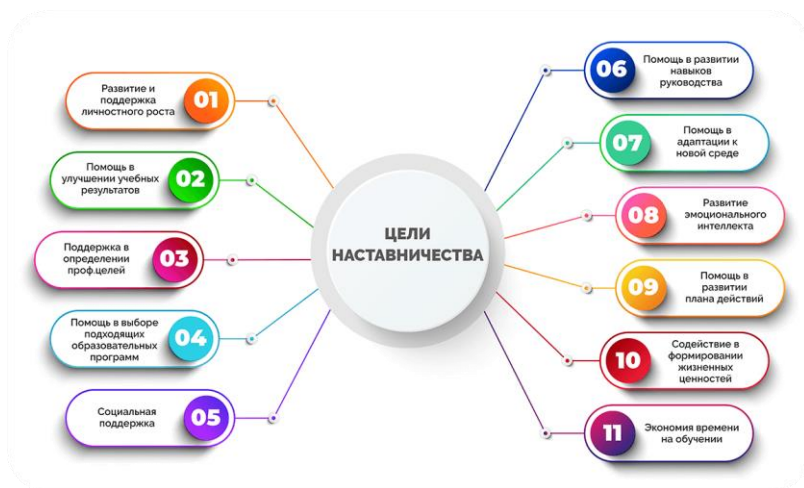 ЦЕЛИ
НАСТАВНИЧЕСТВА
Развитие и
поддержка
личностного роста
01
Помощь в
улучшении учебных
результатов
02
Поддержка в
определении
проф.целей
03
Помощь в выборе
подходящих
образовательных
программ
04
Социальная
поддержка
05
06
Помощь в развитии
навыков
руководства
07
Помощь в
адаптации к
новой среде
08
Развитие
эмоционального
интеллекта
09
Помощь в
развитии
плана действий
10
Содействие в
формировании
жизненных
ценностей
11
Экономия времени
на обучении